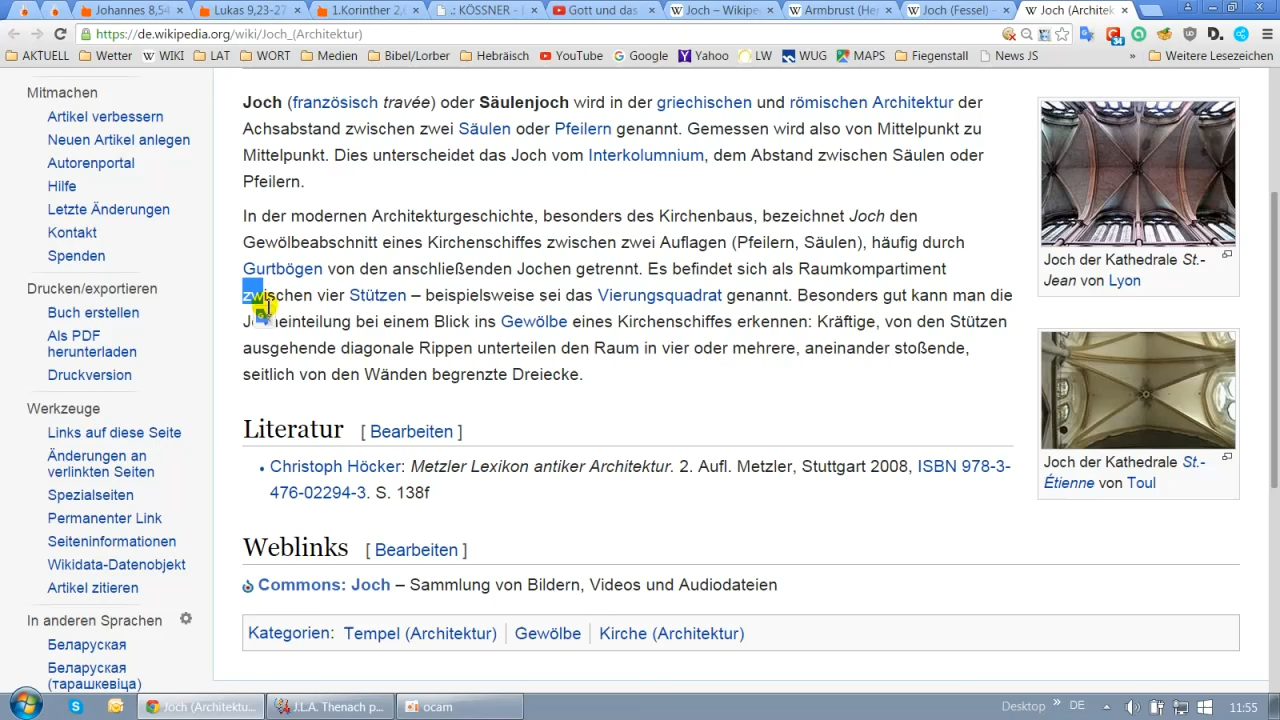 Johannes 8,54
Lukas 9,23-27
1.Korinther 2,
.: KÖSSNER -
Gott und das
Joch – Wikipe
Armbrust (He
Joch (Fessel) –
Joch (Architek
https://de.wikipedia.org/wiki/Joch_(Architektur)
34
AKTUELL Wetter WIKI LAT WORT Medien Bibel/Lorber Hebräisch YouTube Google Yahoo LW WUG MAPS Fiegenstall News JS » Weitere Lesezeichen
Mitmachen
Artikel verbessern
Neuen Artikel anlegen
Autorenportal
Hilfe
Letzte Änderungen
Kontakt
Spenden
Drucken/exportieren
Buch erstellen
Als PDF
herunterladen
Druckversion
Werkzeuge
Links auf diese Seite
Änderungen an
verlinkten Seiten
Spezialseiten
Permanenter Link
Seiteninformationen
Wikidata-Datenobjekt
Artikel zitieren
In anderen Sprachen
Беларуская
Беларуская
(тарашкевіца)
Joch (französisch travée) oder Säulenjoch wird in der griechischen und römischen Architektur der
Achsabstand zwischen zwei Säulen oder Pfeilern genannt. Gemessen wird also von Mittelpunkt zu
Mittelpunkt. Dies unterscheidet das Joch vom Interkolumnium, dem Abstand zwischen Säulen oder
Pfeilern.
In der modernen Architekturgeschichte, besonders des Kirchenbaus, bezeichnet Joch den
Gewölbeabschnitt eines Kirchenschiffes zwischen zwei Auflagen (Pfeilern, Säulen), häufig durch
Gurtbögen von den anschließenden Jochen getrennt. Es befindet sich als Raumkompartiment
zwischen vier Stützen – beispielsweise sei das Vierungsquadrat genannt. Besonders gut kann man die
bei einem Blick ins Gewölbe eines Kirchenschiffes erkennen: Kräftige, von den Stützen
ausgehende diagonale Rippen unterteilen den Raum in vier oder mehrere, aneinander stoßende,
seitlich von den Wänden begrenzte Dreiecke.
Literatur [ Bearbeiten ]
• Christoph Höcker: Metzler Lexikon antiker Architektur. 2. Aufl. Metzler, Stuttgart 2008, ISBN 978-3-
476-02294-3. S. 138f
Weblinks [ Bearbeiten ]
Commons: Joch – Sammlung von Bildern, Videos und Audiodateien
Kategorien: Tempel (Architektur) | Gewölbe | Kirche (Architektur)
Joch der Kathedrale St.-
Jean von Lyon
Joch der Kathedrale St.-
Étienne von Toul
Joch (Architektu...
J.L.A. Thenach p...
ocam
Desktop » DE 11:55